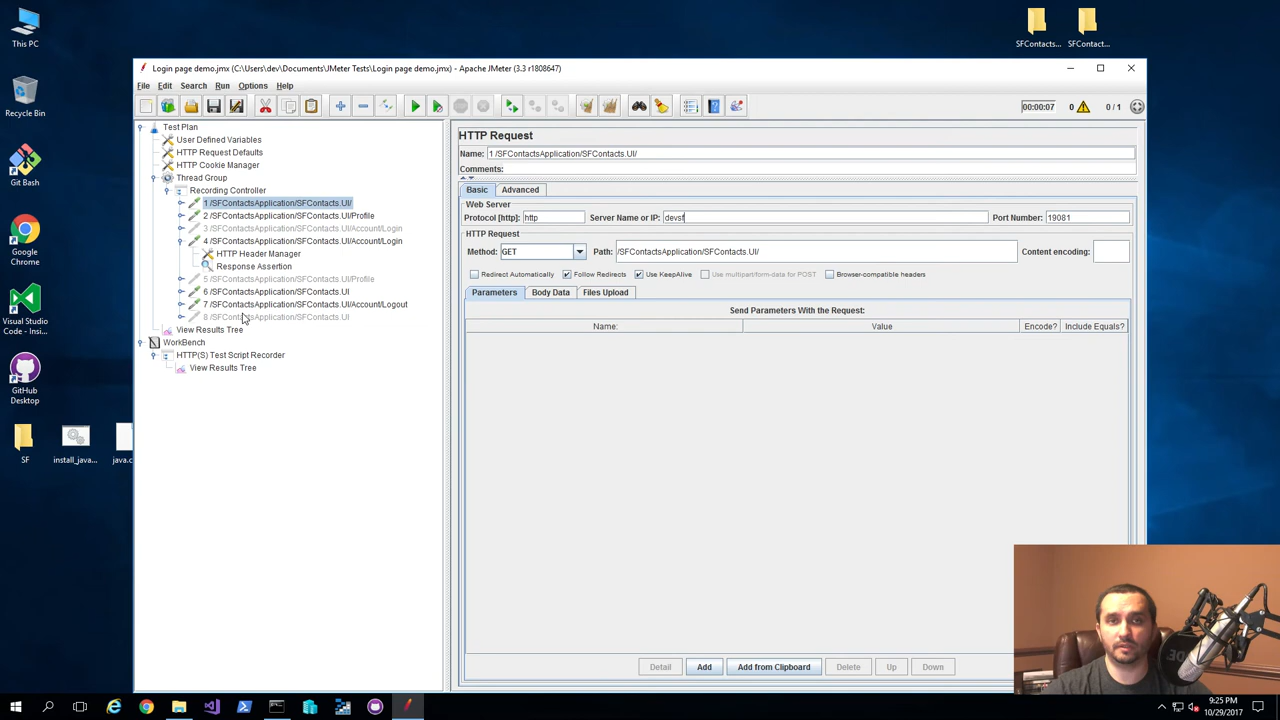 This PC
SFContacts...
SFContact...
Login page demo.jmx (C:\Users\dev\Documents\JMeter Tests\Login page demo.jmx) - Apache JMeter (3.3 r1808647)
File Edit Search Run Options Help
Recycle Bin
00:00:07 0 0 / 1
Test Plan
User Defined Variables
HTTP Request Defaults
HTTP Cookie Manager
Thread Group
Recording Controller
1 /SFContactsApplication/SFContacts.UI/
2 /SFContactsApplication/SFContacts.UI/Profile
3 /SFContactsApplication/SFContacts.UI/Account/Login
4 /SFContactsApplication/SFContacts.UI/Account/Login
HTTP Header Manager
Response Assertion
5 /SFContactsApplication/SFContacts.UI/Profile
6 /SFContactsApplication/SFContacts.UI
7 /SFContactsApplication/SFContacts.UI/Account/Logout
8 /SFContactsApplication/SFContacts.UI
View Results Tree
WorkBench
HTTP(S) Test Script Recorder
View Results Tree
HTTP Request
Name: 1 /SFContactsApplication/SFContacts.UI/
Comments:
Basic Advanced
Web Server
Protocol [http]: http Server Name or IP: devsf Port Number: 19081
HTTP Request
Method: GET Path: /SFContactsApplication/SFContacts.UI/ Content encoding:
Redirect Automatically Follow Redirects Use KeepAlive Use multipart/form-data for POST Browser-compatible headers
Parameters Body Data Files Upload
Send Parameters With the Request:
Name: Value Encode? Include Equals?
Detail Add Add from Clipboard Delete Up Down
Git Bash
Google Chrome
Visual Studio Code - Insi...
GitHub Desktop
SF
install_java...
java.c
9:25 PM
10/29/2017